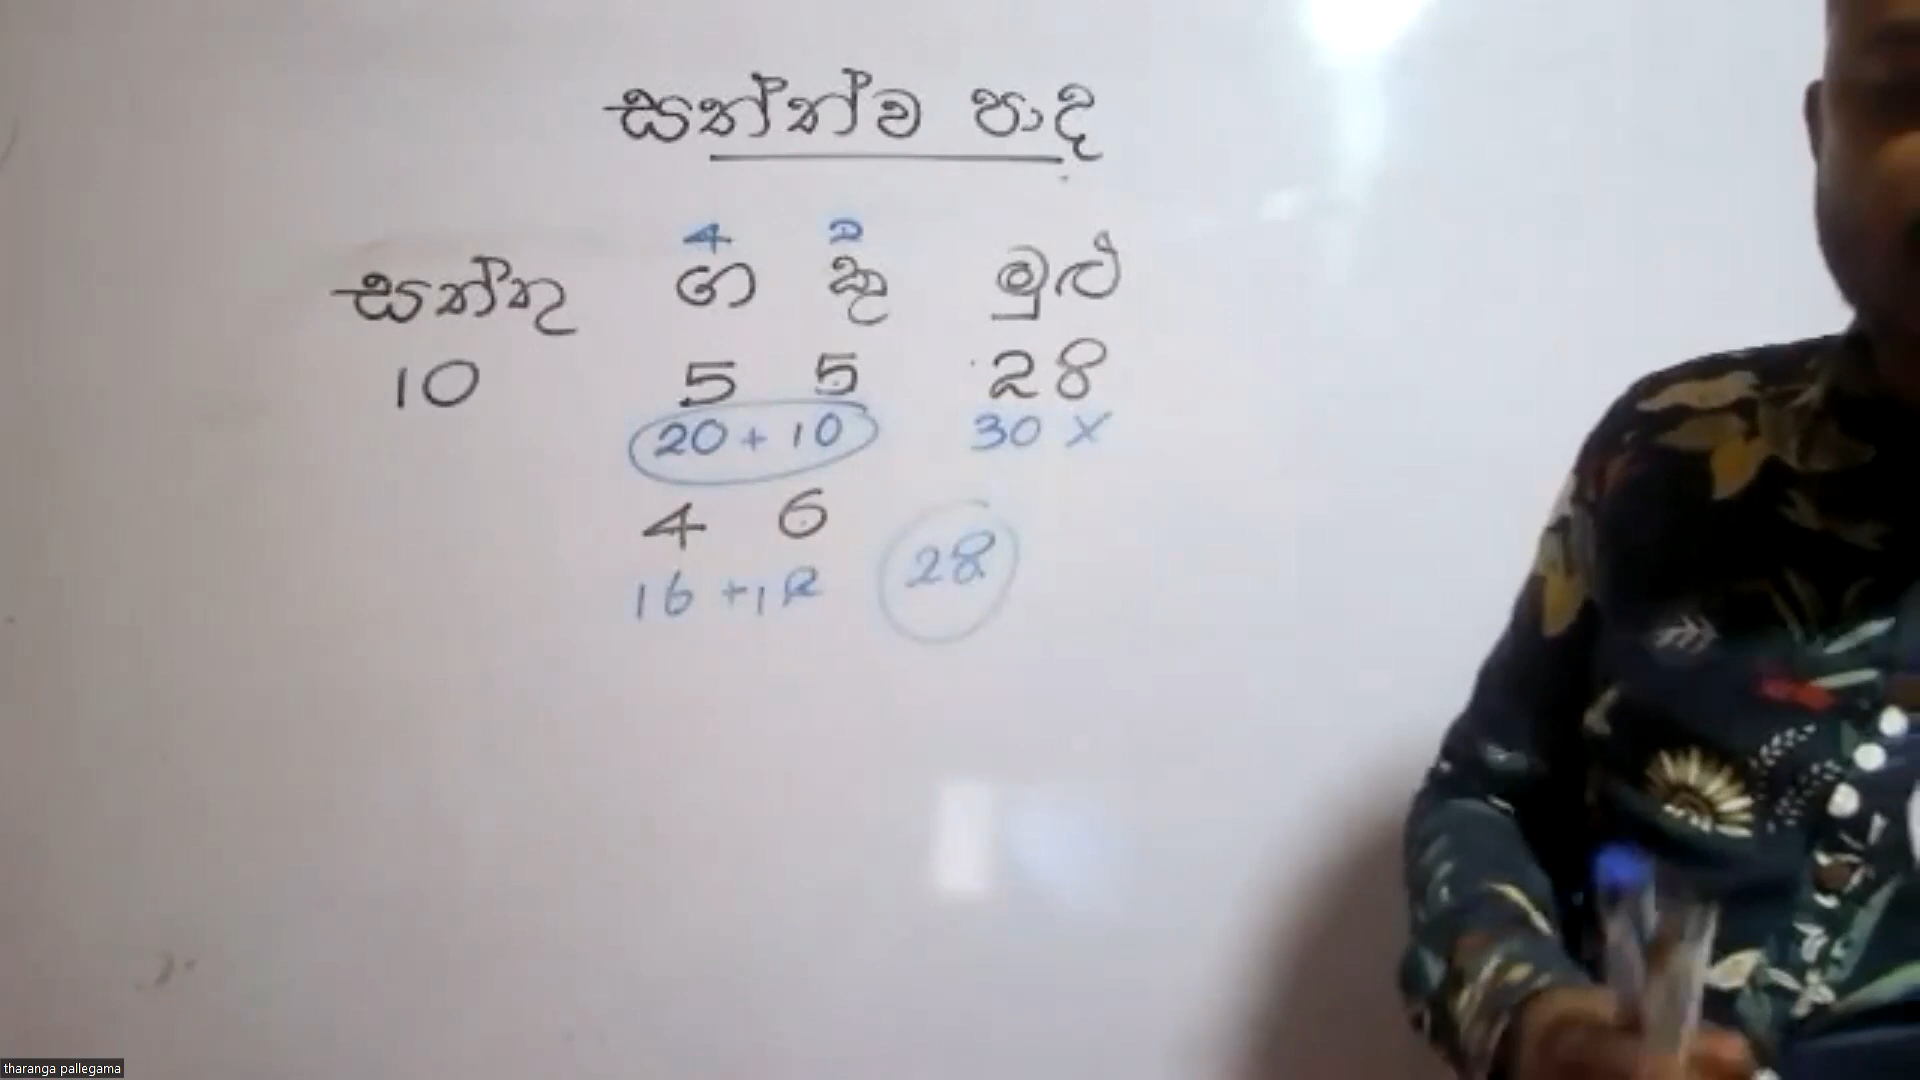 සත්ත්ව පාද
4 2
සත්තු ගා කු මුළු
10 5 5 28
20 + 10 30 X
4 6
16 + 12 28
tharanga pallegama